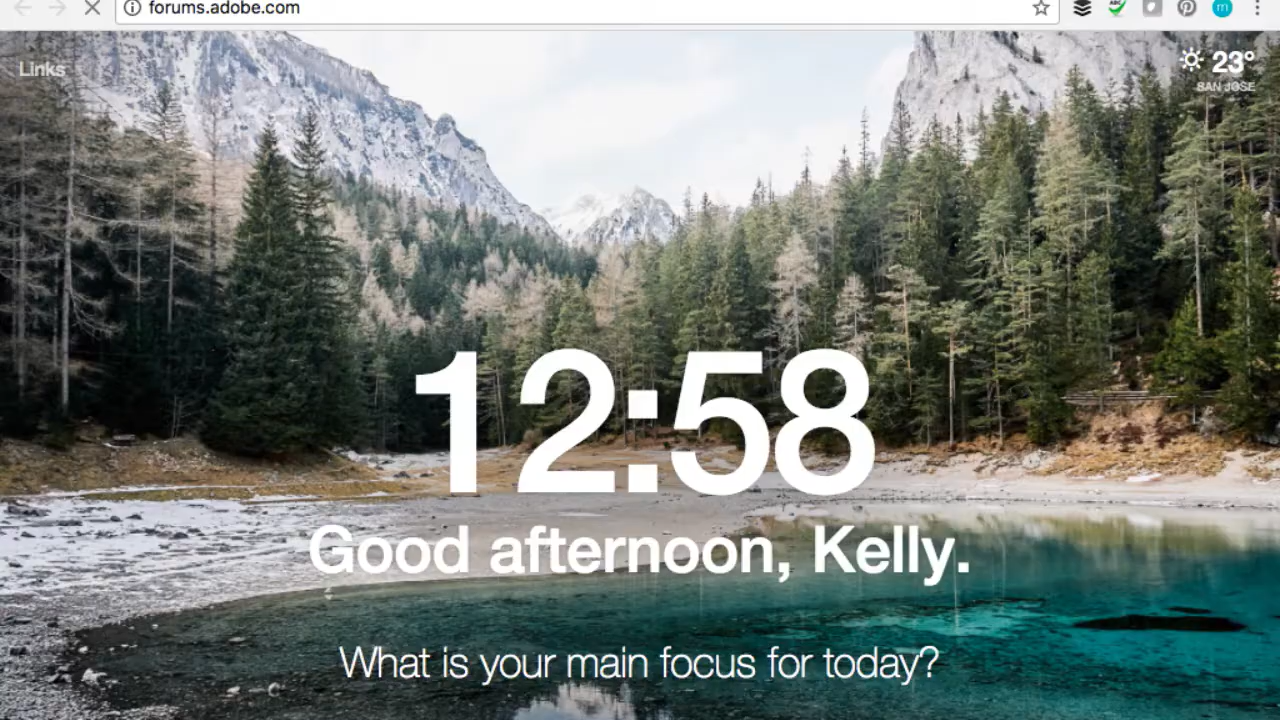 forums.adobe.com
ABC
m
Links
23°
SAN JOSE
12:58
Good afternoon, Kelly.
What is your main focus for today?